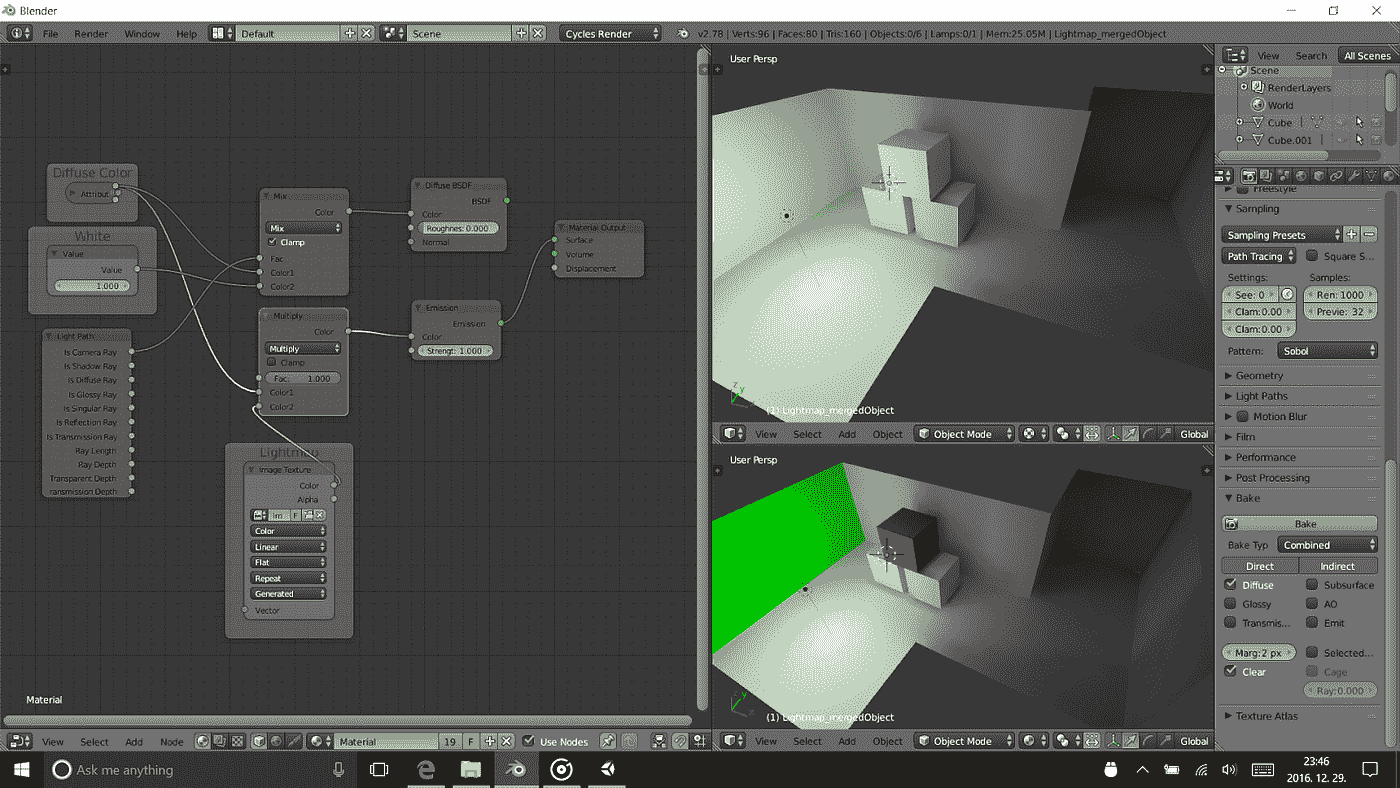 Blender
File Render Window Help Default Scene Cycles Render v2.78 | Verts:96 | Faces:80 | Tris:160 | Objects:0/6 | Lamps:0/1 | Mem:25.05M | Lightmap_mergedObject
Diffuse Color
Attribut
White
Value
Value
1.000
Light Path
Is Camera Ray
Is Shadow Ray
Is Diffuse Ray
Is Glossy Ray
Is Singular Ray
Is Reflection Ray
Is Transmission Ray
Ray Length
Ray Depth
Transparent Depth
ransmission Depth
Mix
Color
Mix
Clamp
Fac
Color1
Color2
Multiply
Color
Multiply
Clamp
Fac: 1.000
Color1
Color2
Lightmap
Image Texture
Color
Alpha
Im F
Color
Linear
Flat
Repeat
Generated
Vector
Diffuse BSDF
BSDF
Color
Roughnes: 0.000
Normal
Emission
Emission
Color
Strengt: 1.000
Material Output
Surface
Volume
Displacement
Material
View Select Add Node Material 19 F Use Nodes
User Persp
(1) Lightmap_mergedObject
View Select Add Object Object Mode Global
User Persp
(1) Lightmap_mergedObject
View Select Add Object Object Mode Global
View Search All Scenes
Scene
RenderLayers
World
Cube
Cube.001
Freestyle
Sampling
Sampling Presets
Path Tracing Square S...
Settings: Samples:
See: 0 Ren: 1000
Clam:0.00 Previe: 32
Clam:0.00
Pattern: Sobol
Geometry
Light Paths
Motion Blur
Film
Performance
Post Processing
Bake
Bake
Bake Typ Combined
Direct Indirect
Diffuse Subsurface
Glossy AO
Transmis... Emit
Marg:2 px Selected...
Clear Cage
Ray:0.000
Texture Atlas
Ask me anything
23:46
2016. 12. 29.